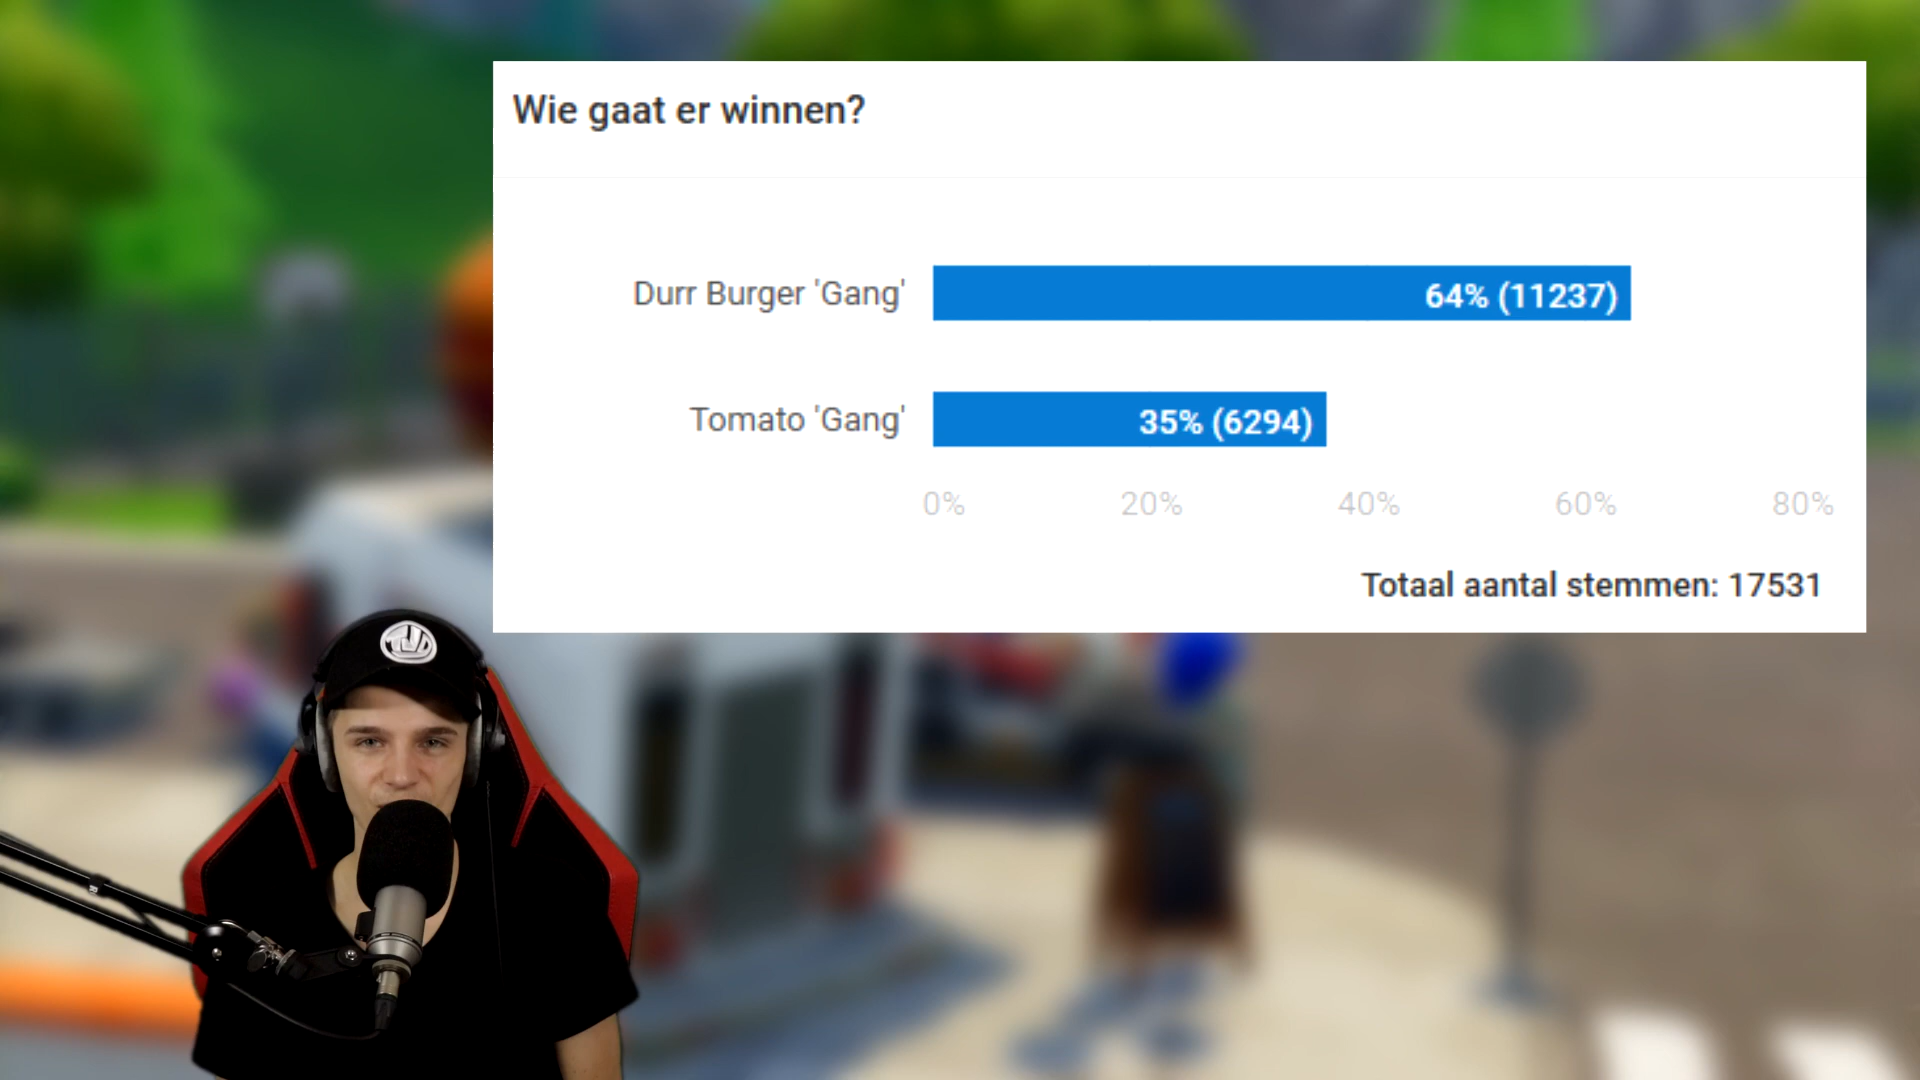 Wie gaat er winnen?
Durr Burger 'Gang' 64% (11237)
Tomato 'Gang' 35% (6294)
0% 20% 40% 60% 80%
Totaal aantal stemmen: 17531